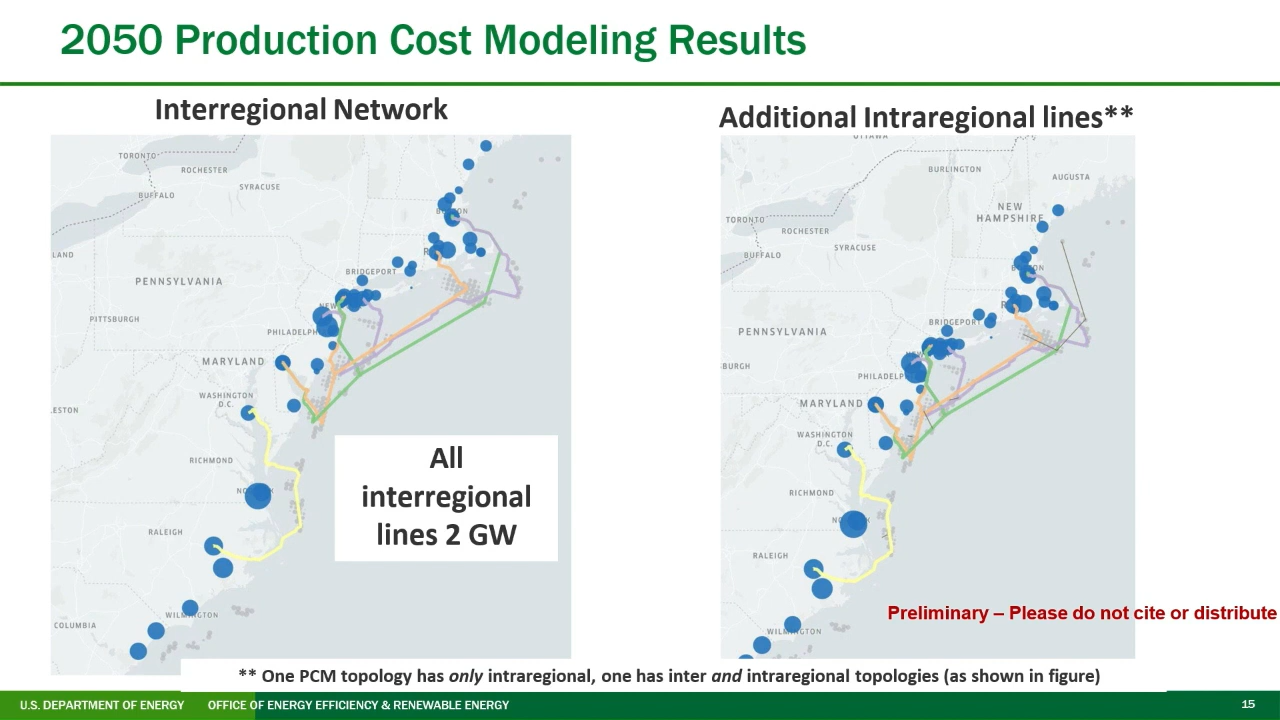 2050 Production Cost Modeling Results
Interregional Network
Additional Intraregional lines**
TORONTO
ROCHESTER
BUFFALO
SYRACUSE
LAND
PENNSYLVANIA
BRIDGEPORT
PITTSBURGH
MARYLAND
WASHINGTON
D.C.
RICHMOND
RALEIGH
WILMINGTON
COLUMBIA
All
interregional
lines 2 GW
OTTAWA
BURLINGTON
AUGUSTA
NEW
HAMPSHIRE
TORONTO
ROCHESTER
SYRACUSE
BUFFALO
BRIDGEPORT
PENNSYLVANIA
BURGH
MARYLAND
WASHINGTON
D.C.
RICHMOND
RALEIGH
WILMINGTON
Preliminary – Please do not cite or distribute
** One PCM topology has only intraregional, one has inter and intraregional topologies (as shown in figure)
U.S. DEPARTMENT OF ENERGY OFFICE OF ENERGY EFFICIENCY & RENEWABLE ENERGY
15